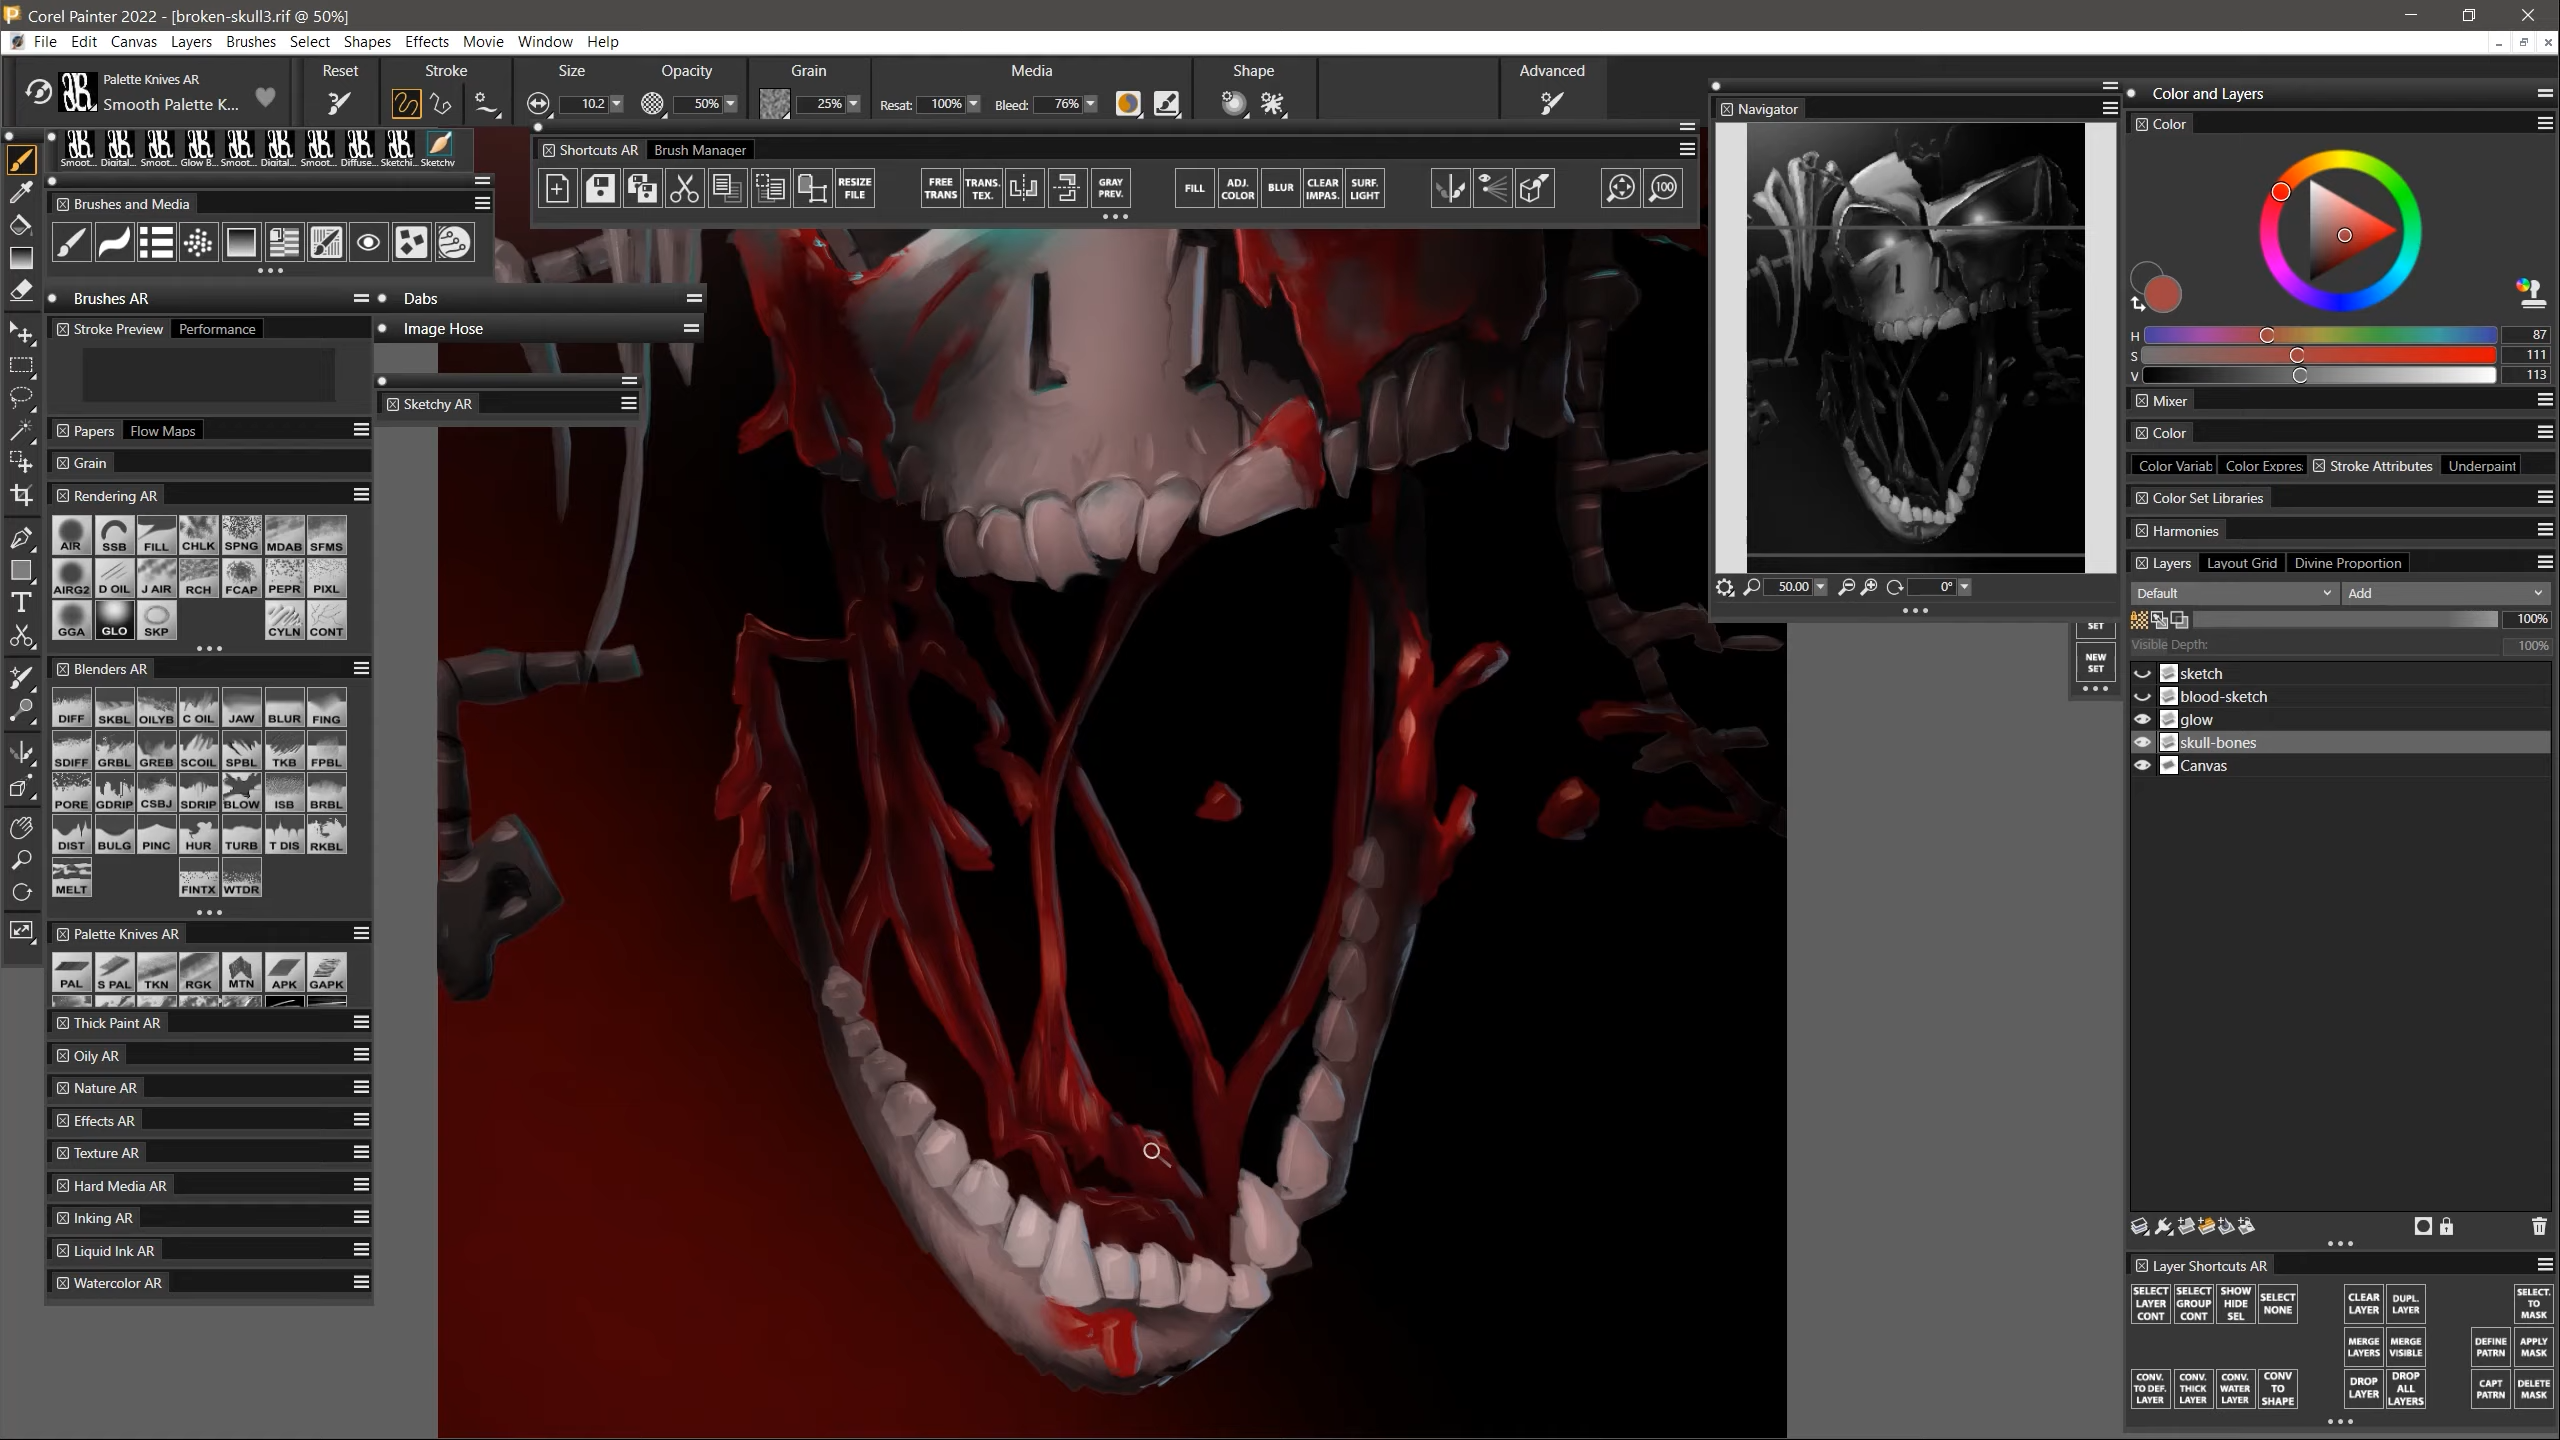 Corel Painter 2022 - [broken-skull3.rif @ 50%]
File Edit Canvas Layers Brushes Select Shapes Effects Movie Window Help
Palette Knives AR
Smooth Palette K...
Reset Stroke Size Opacity Grain Media Shape Advanced
10.2 50% 25% Resat: 100% Bleed: 76%
Smoot... Digital... Smoot... Glow B... Smoot... Digital... Smoot... Diffuse... Sketchi... Sketchy
Shortcuts AR Brush Manager
RESIZE FILE
FREE TRANS
TRANS. TEX.
GRAY PREV.
FILL
ADJ. COLOR
BLUR
CLEAR IMPAS.
SURF. LIGHT
100
Brushes and Media
Brushes AR
Dabs
Stroke Preview Performance
Image Hose
Sketchy AR
Papers Flow Maps
Grain
Rendering AR
AIR SSB FILL CHLK SPNG MDAB SFMS
AIRG2 D OIL J AIR RCH FCAP PEPR PIXL
GGA GLO SKP CYLN CONT
Blenders AR
DIFF SKBL OILYB C OIL JAW BLUR FING
SDIFF GRBL GREB SCOIL SPBL TKB FPBL
PORE GDRIP CSBJ SDRIP BLOW ISB BRBL
DIST BULG PINC HUR TURB T DIS RKBL
MELT FINTX WTDR
Palette Knives AR
PAL S PAL TKN RGK MTN APK GAPK
Thick Paint AR
Oily AR
Nature AR
Effects AR
Texture AR
Hard Media AR
Inking AR
Liquid Ink AR
Watercolor AR
Navigator
50.00 0°
SET
NEW SET
Color and Layers
Color
H 87
S 111
V 113
Mixer
Color
Color Variab Color Expres Stroke Attributes Underpaint
Color Set Libraries
Harmonies
Layers Layout Grid Divine Proportion
Default Add
100%
Visible Depth: 100%
sketch
blood-sketch
glow
skull-bones
Canvas
Layer Shortcuts AR
SELECT LAYER CONT
SELECT GROUP CONT
SHOW HIDE SEL
SELECT NONE
CLEAR LAYER
DUPL. LAYER
SELECT. TO MASK
MERGE LAYERS
MERGE VISIBLE
DEFINE PATRN
APPLY MASK
CONV. TO DEF. LAYER
CONV. THICK LAYER
CONV. WATER LAYER
CONV TO SHAPE
DROP LAYER
DROP ALL LAYERS
CAPT PATRN
DELETE MASK